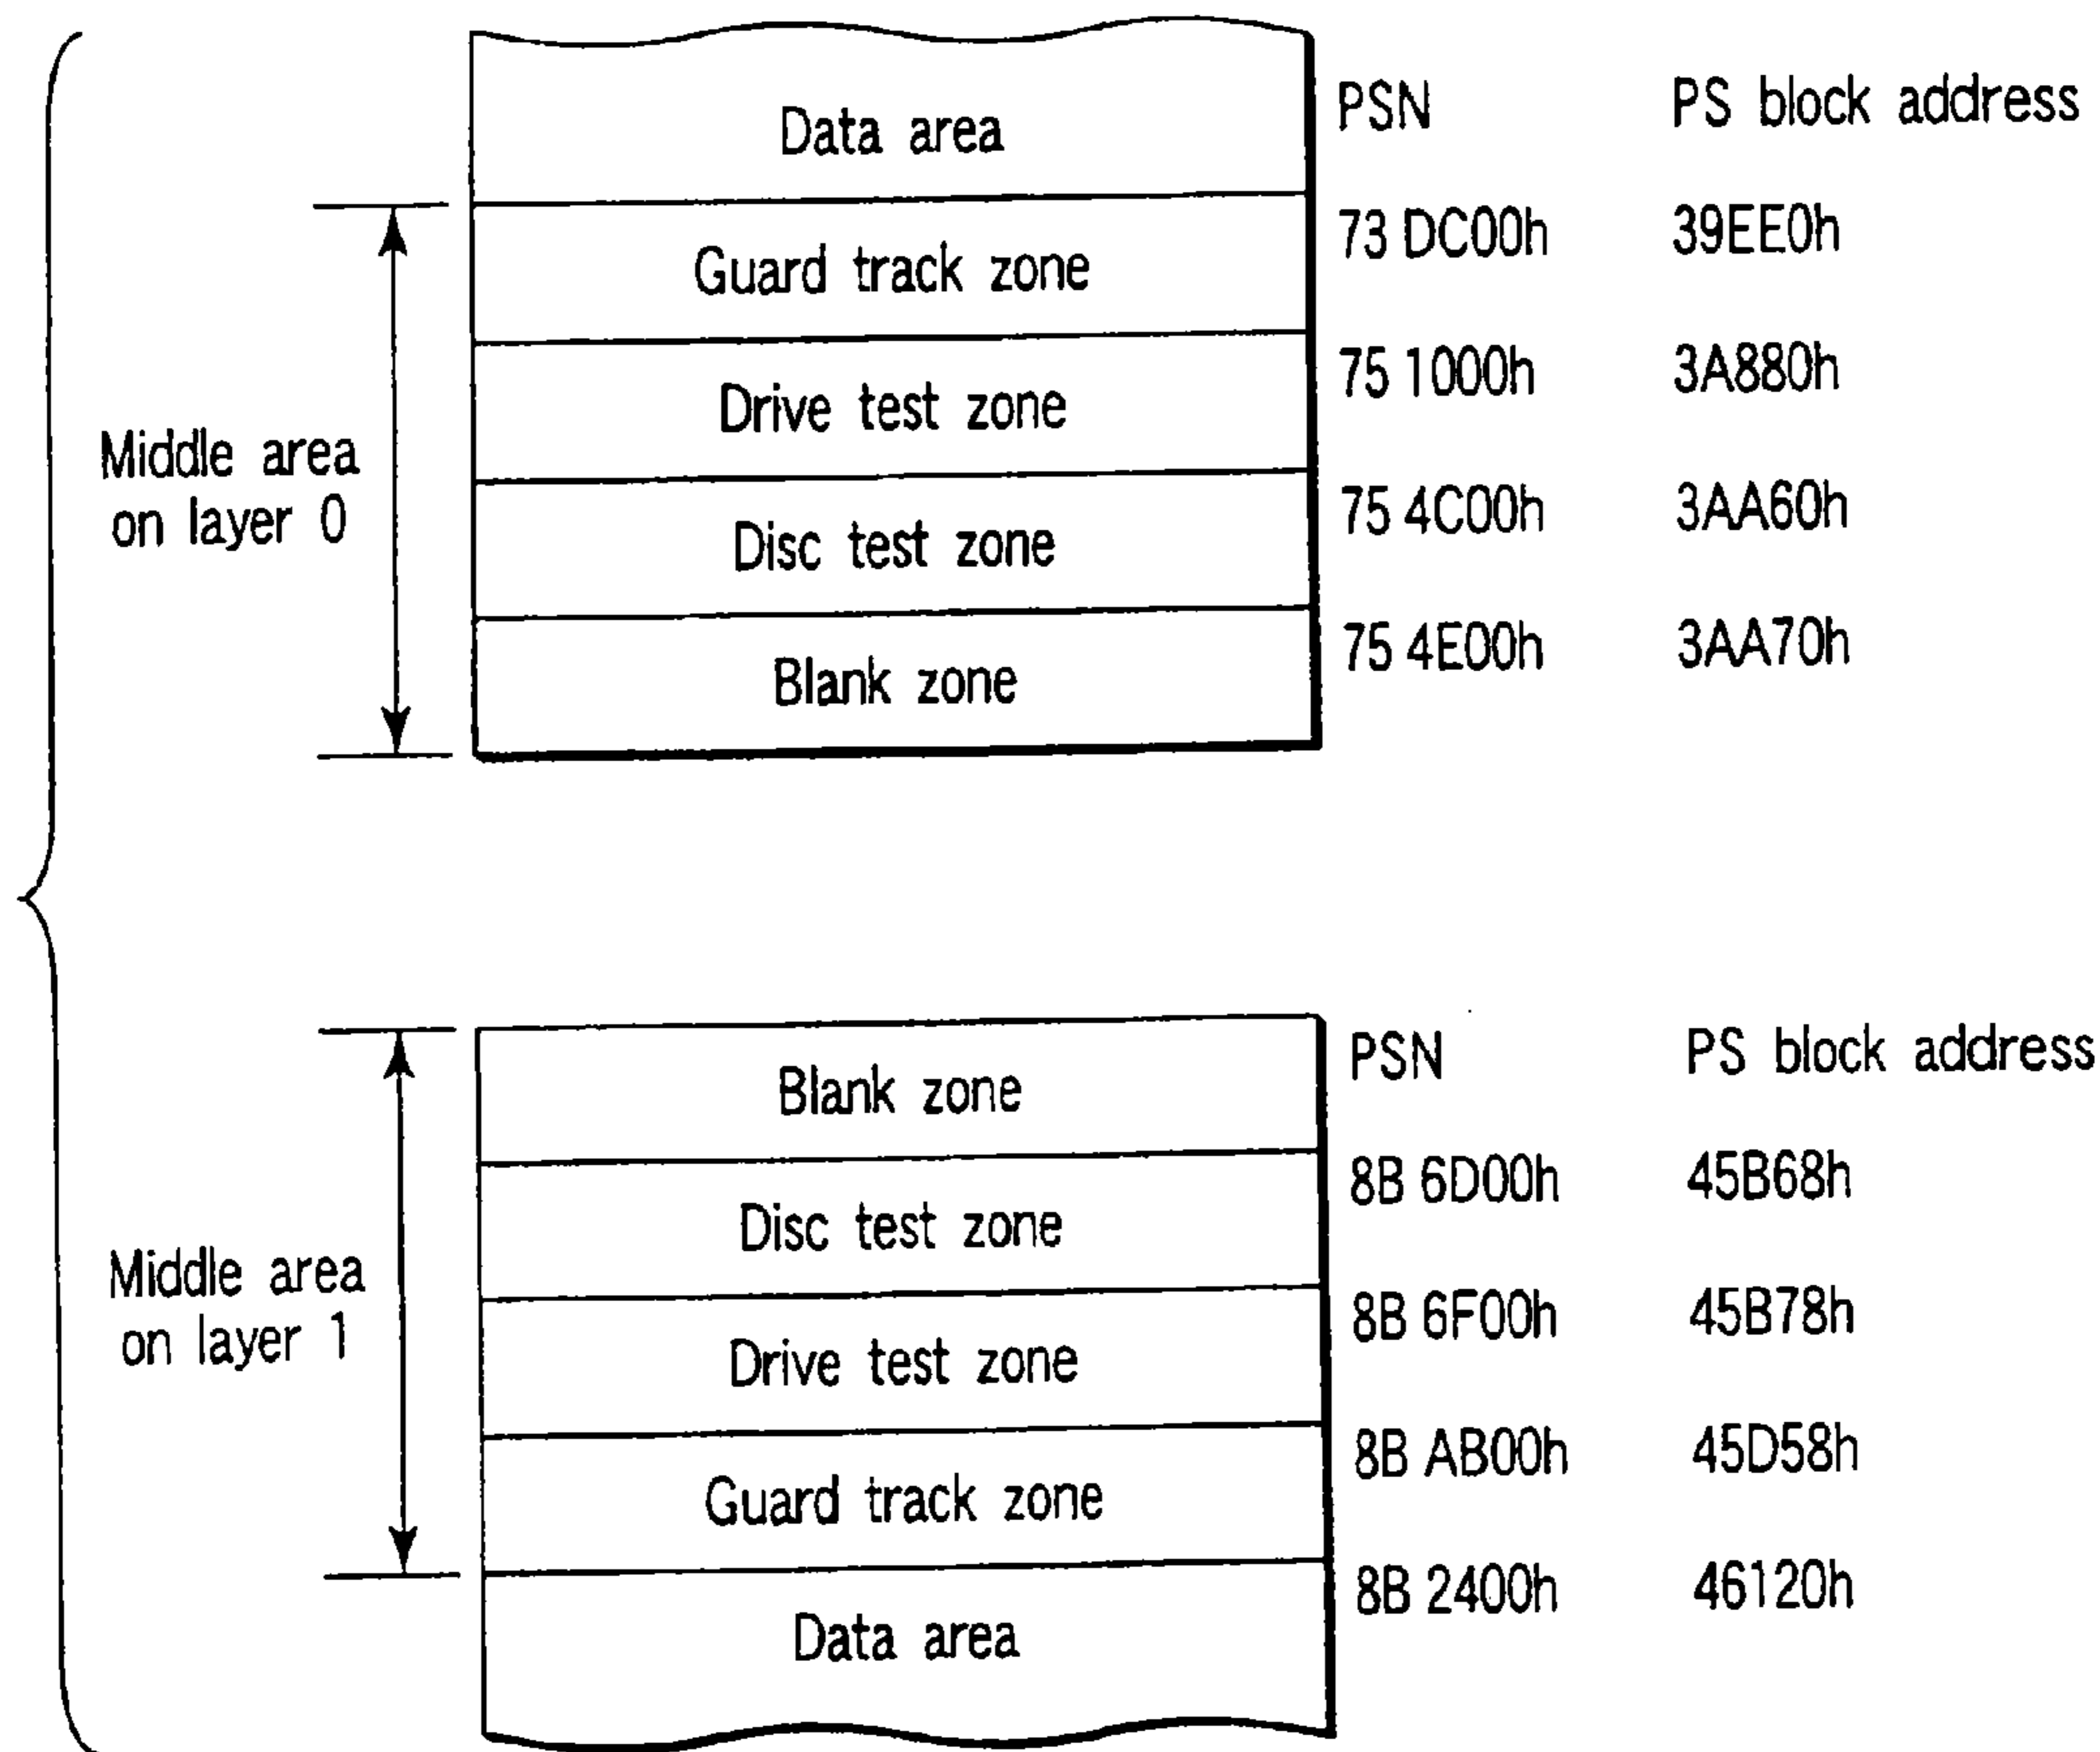 PSN PS block address
Data area
73 DC00h 39EE0h
Guard track zone
75 1000h 3A880h
Drive test zone
Middle area
on layer 0
75 4C00h 3AA60h
Disc test zone
75 4E00h 3AA70h
Blank zone
PSN PS block address
Blank zone
8B 6D00h 45B68h
Disc test zone
Middle area
on layer 1
8B 6F00h 45B78h
Drive test zone
8B AB00h 45D58h
Guard track zone
8B 2400h 46120h
Data area